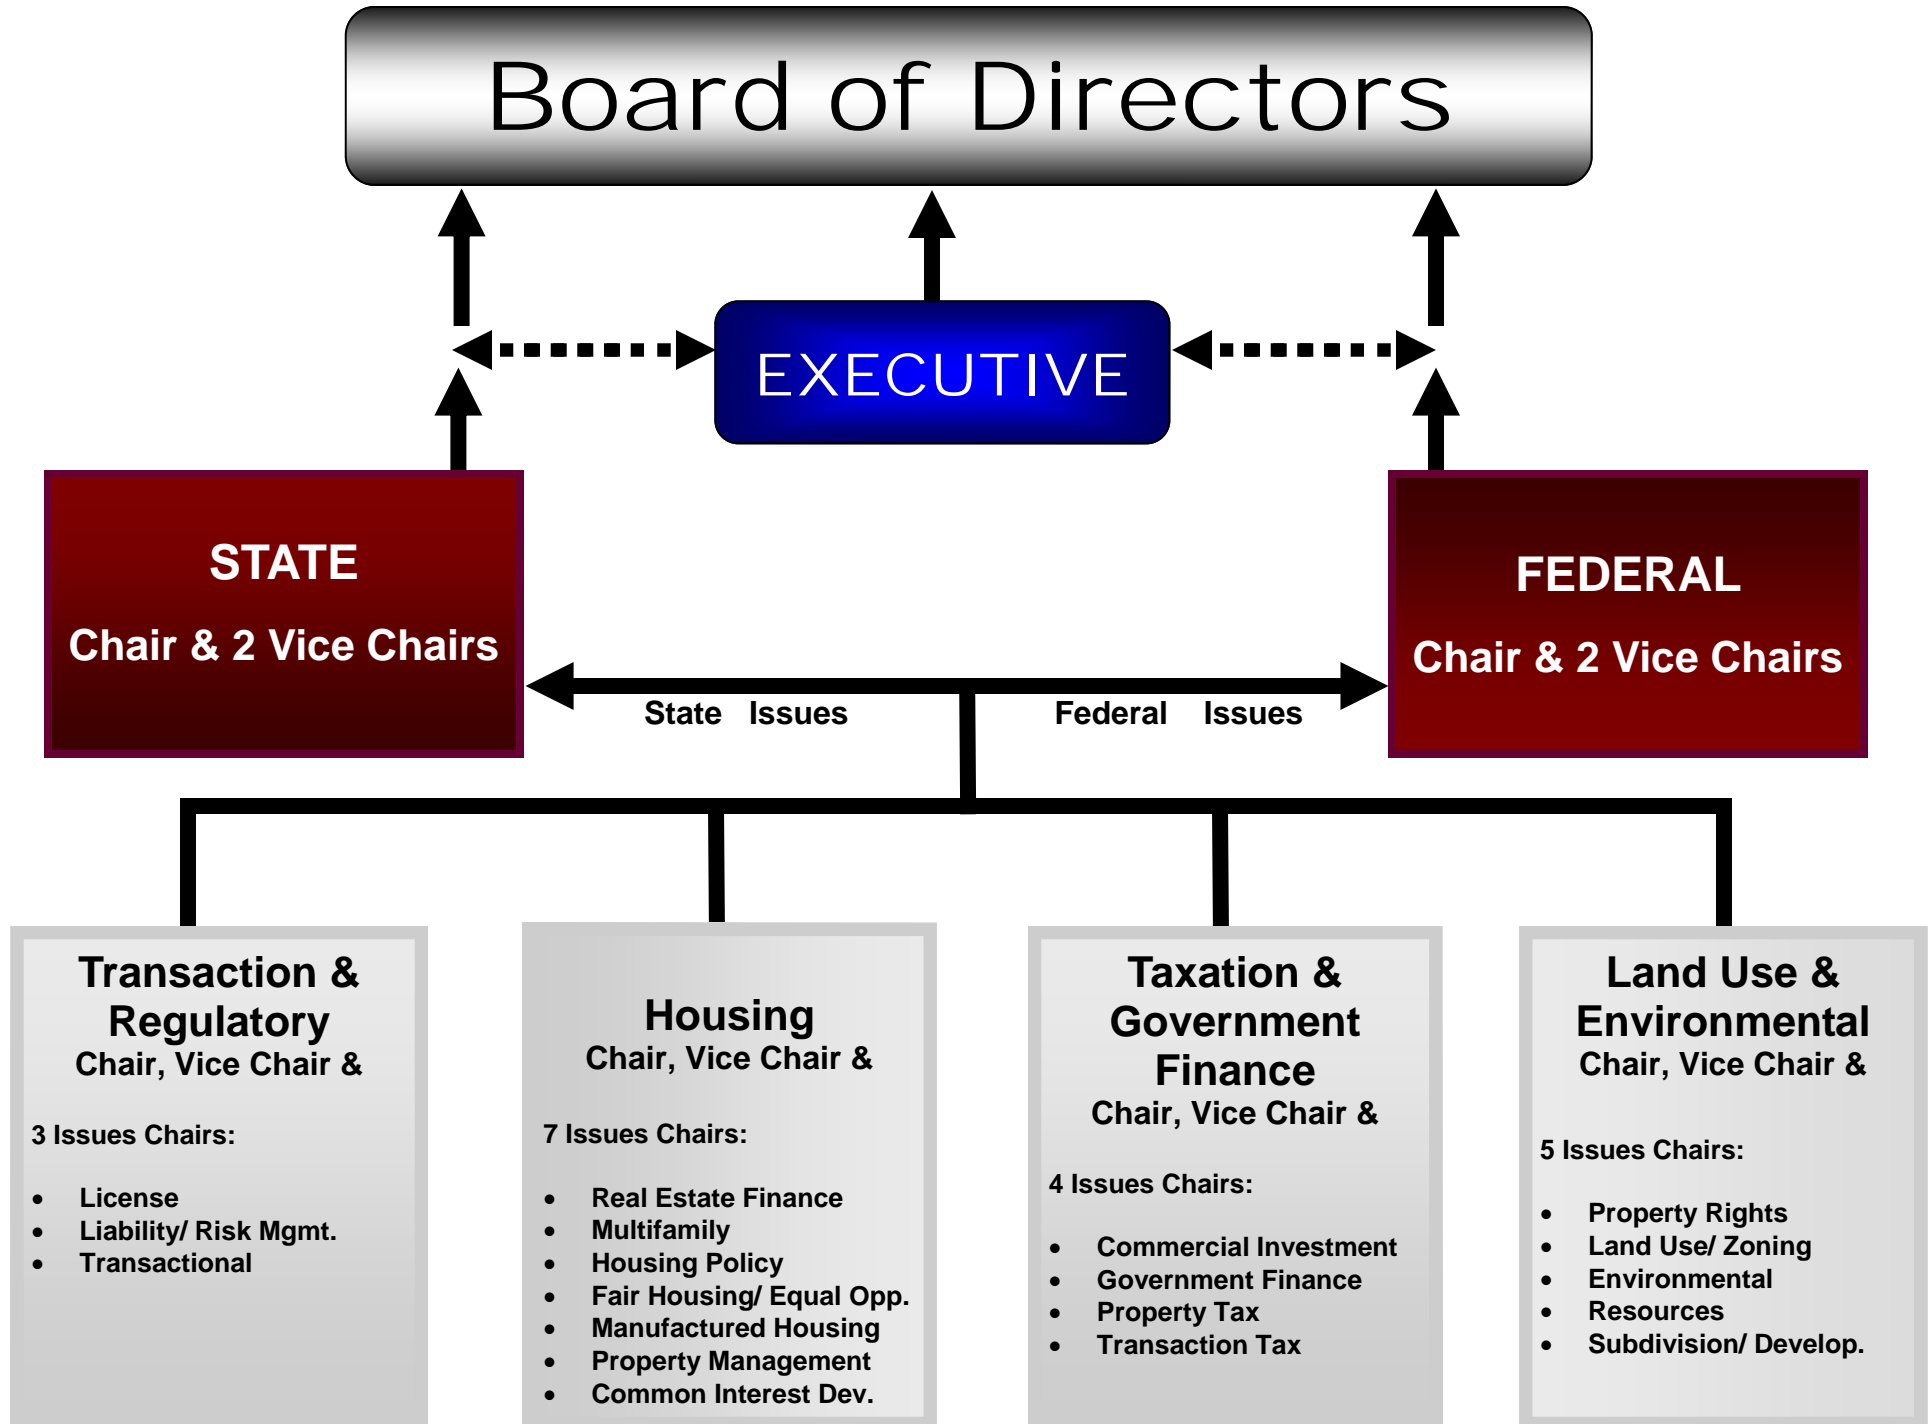 Board of Directors
EXECUTIVE
STATE
Chair & 2 Vice Chairs
FEDERAL
Chair & 2 Vice Chairs
State Issues
Federal Issues
Transaction &
Regulatory
Chair, Vice Chair &
3 Issues Chairs:
• License
• Liability/ Risk Mgmt.
• Transactional
Housing
Chair, Vice Chair &
7 Issues Chairs:
• Real Estate Finance
• Multifamily
• Housing Policy
• Fair Housing/ Equal Opp.
• Manufactured Housing
• Property Management
• Common Interest Dev.
Taxation &
Government
Finance
Chair, Vice Chair &
4 Issues Chairs:
• Commercial Investment
• Government Finance
• Property Tax
• Transaction Tax
Land Use &
Environmental
Chair, Vice Chair &
5 Issues Chairs:
• Property Rights
• Land Use/ Zoning
• Environmental
• Resources
• Subdivision/ Develop.